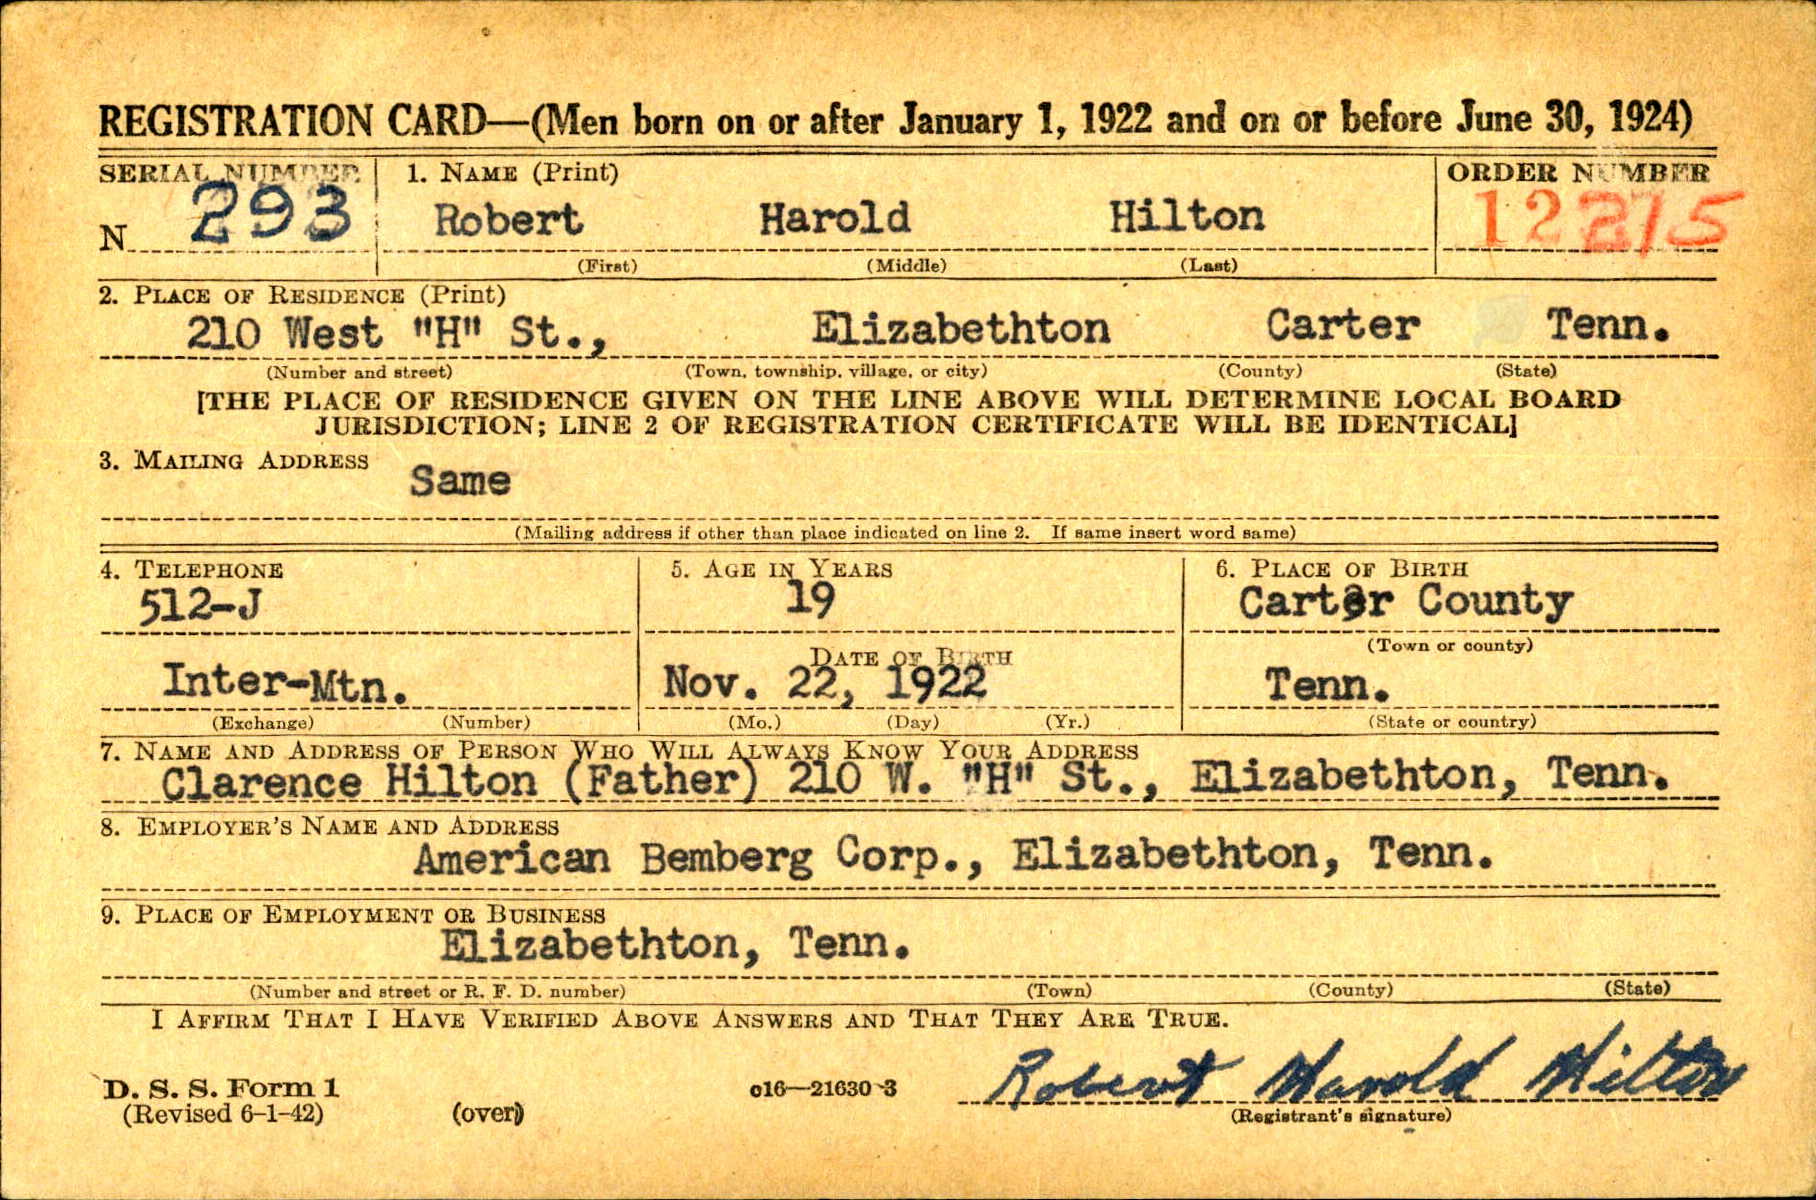 REGISTRATION CARD—(Men born on or after January 1, 1922 and on or before June 30, 1924)
SERIAL NUMBER 1. NAME (Print) ORDER NUMBER
N 293 Robert Harold Hilton 12215
(First) (Middle) (Last)
2. PLACE OF RESIDENCE (Print)
210 West "H" St., Elizabethton Carter Tenn.
(Number and street) (Town, township, village, or city) (County) (State)
[THE PLACE OF RESIDENCE GIVEN ON THE LINE ABOVE WILL DETERMINE LOCAL BOARD
JURISDICTION; LINE 2 OF REGISTRATION CERTIFICATE WILL BE IDENTICAL]
3. MAILING ADDRESS
Same
(Mailing address if other than place indicated on line 2. If same insert word same)
4. TELEPHONE 5. AGE IN YEARS 6. PLACE OF BIRTH
512-J 19 Carter County
(Town or county)
DATE OF BIRTH
Inter-Mtn. Nov. 22, 1922 Tenn.
(Exchange) (Number) (Mo.) (Day) (Yr.) (State or country)
7. NAME AND ADDRESS OF PERSON WHO WILL ALWAYS KNOW YOUR ADDRESS
Clarence Hilton (Father) 210 W. "H" St., Elizabethton, Tenn.
8. EMPLOYER'S NAME AND ADDRESS
American Bemberg Corp., Elizabethton, Tenn.
9. PLACE OF EMPLOYMENT OR BUSINESS
Elizabethton, Tenn.
(Number and street or R. F. D. number) (Town) (County) (State)
I AFFIRM THAT I HAVE VERIFIED ABOVE ANSWERS AND THAT THEY ARE TRUE.
Robert Harold Hilton
D. S. S. Form 1 c16—21630-3
(Revised 6-1-42) (over) (Registrant's signature)